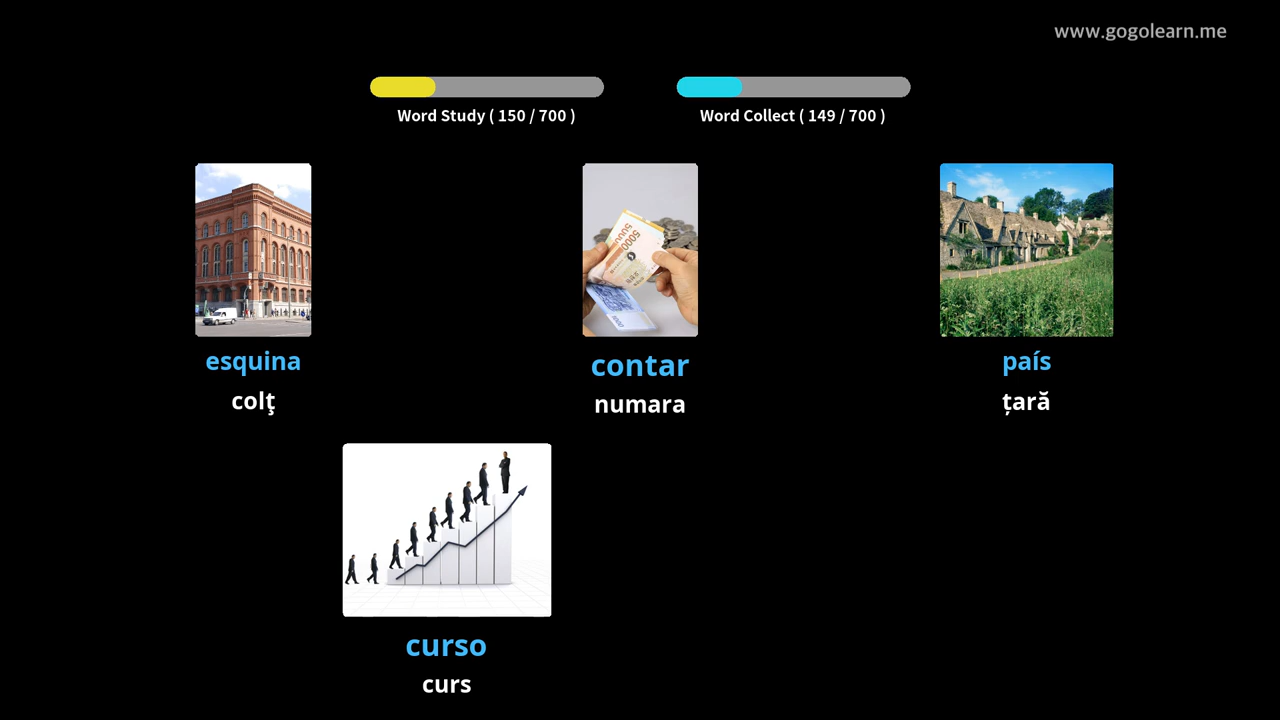 www.gogolearn.me
Word Study ( 150 / 700 )
Word Collect ( 149 / 700 )
esquina
colţ
contar
numara
país
țară
curso
curs